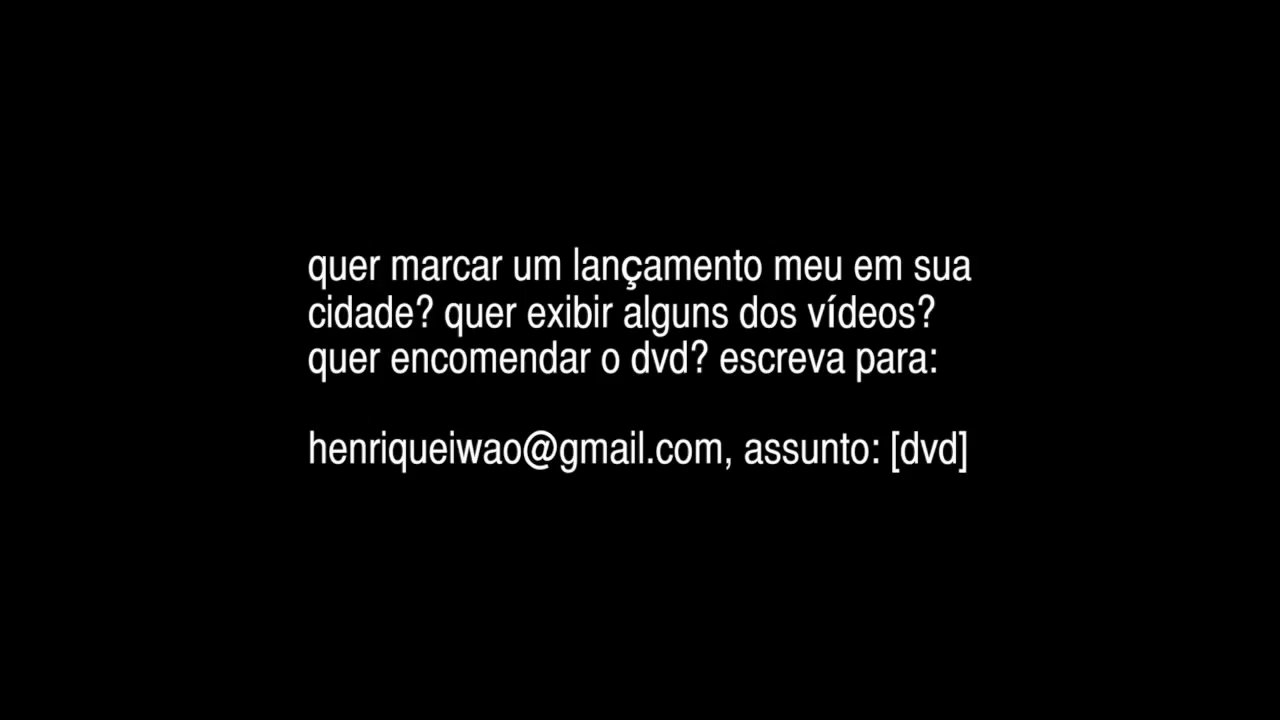 quer marcar um lançamento meu em sua
cidade? quer exibir alguns dos vídeos?
quer encomendar o dvd? escreva para:
henriqueiwao@gmail.com, assunto: [dvd]